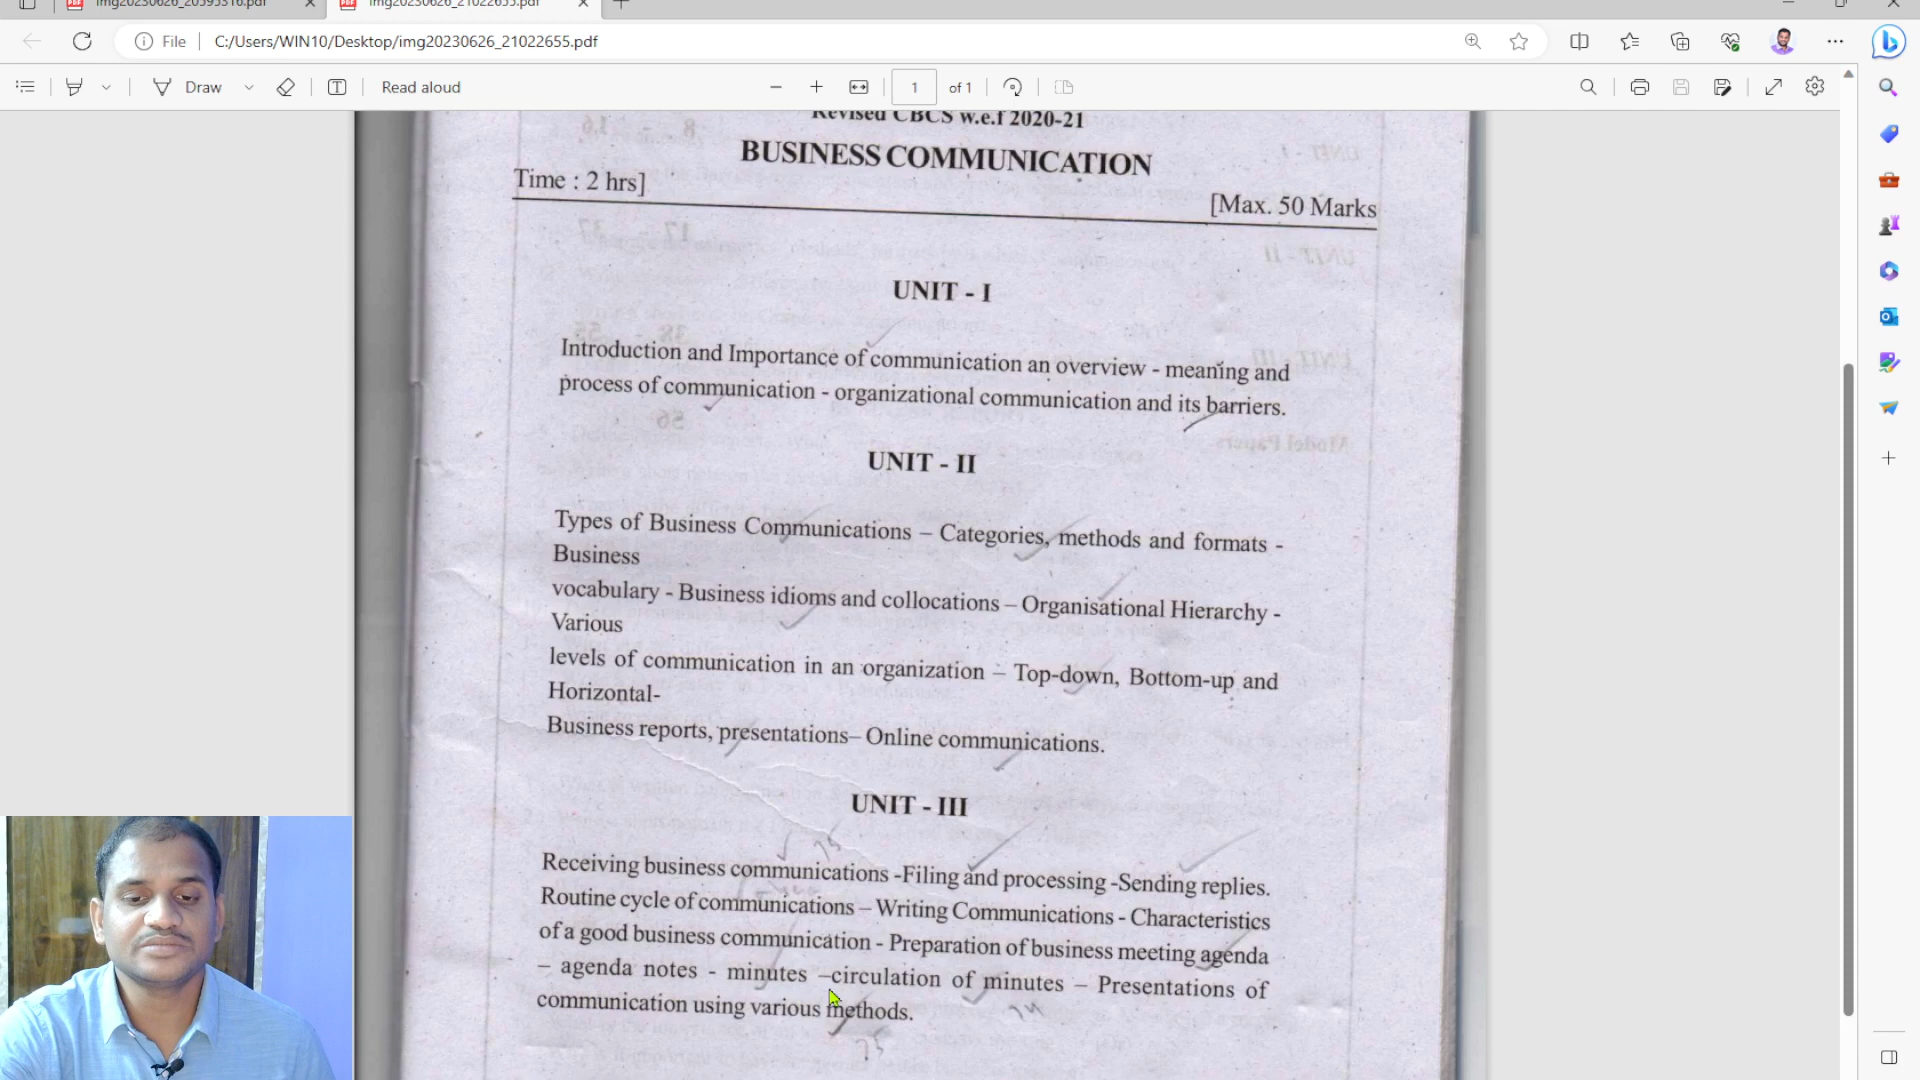 img20230626_20595316.pdf
img20230626_21022655.pdf
File
C:/Users/WIN10/Desktop/img20230626_21022655.pdf
Draw
Read aloud
1
of 1
Revised CBCS w.e.f 2020-21
BUSINESS COMMUNICATION
Time : 2 hrs]
[Max. 50 Marks
UNIT - I
Introduction and Importance of communication an overview - meaning and
process of communication - organizational communication and its barriers.
UNIT - II
Types of Business Communications – Categories, methods and formats -
Business
vocabulary - Business idioms and collocations – Organisational Hierarchy -
Various
levels of communication in an organization – Top-down, Bottom-up and
Horizontal-
Business reports, presentations– Online communications.
UNIT - III
Receiving business communications -Filing and processing -Sending replies.
Routine cycle of communications – Writing Communications - Characteristics
of a good business communication - Preparation of business meeting agenda
– agenda notes - minutes –circulation of minutes – Presentations of
communication using various methods.